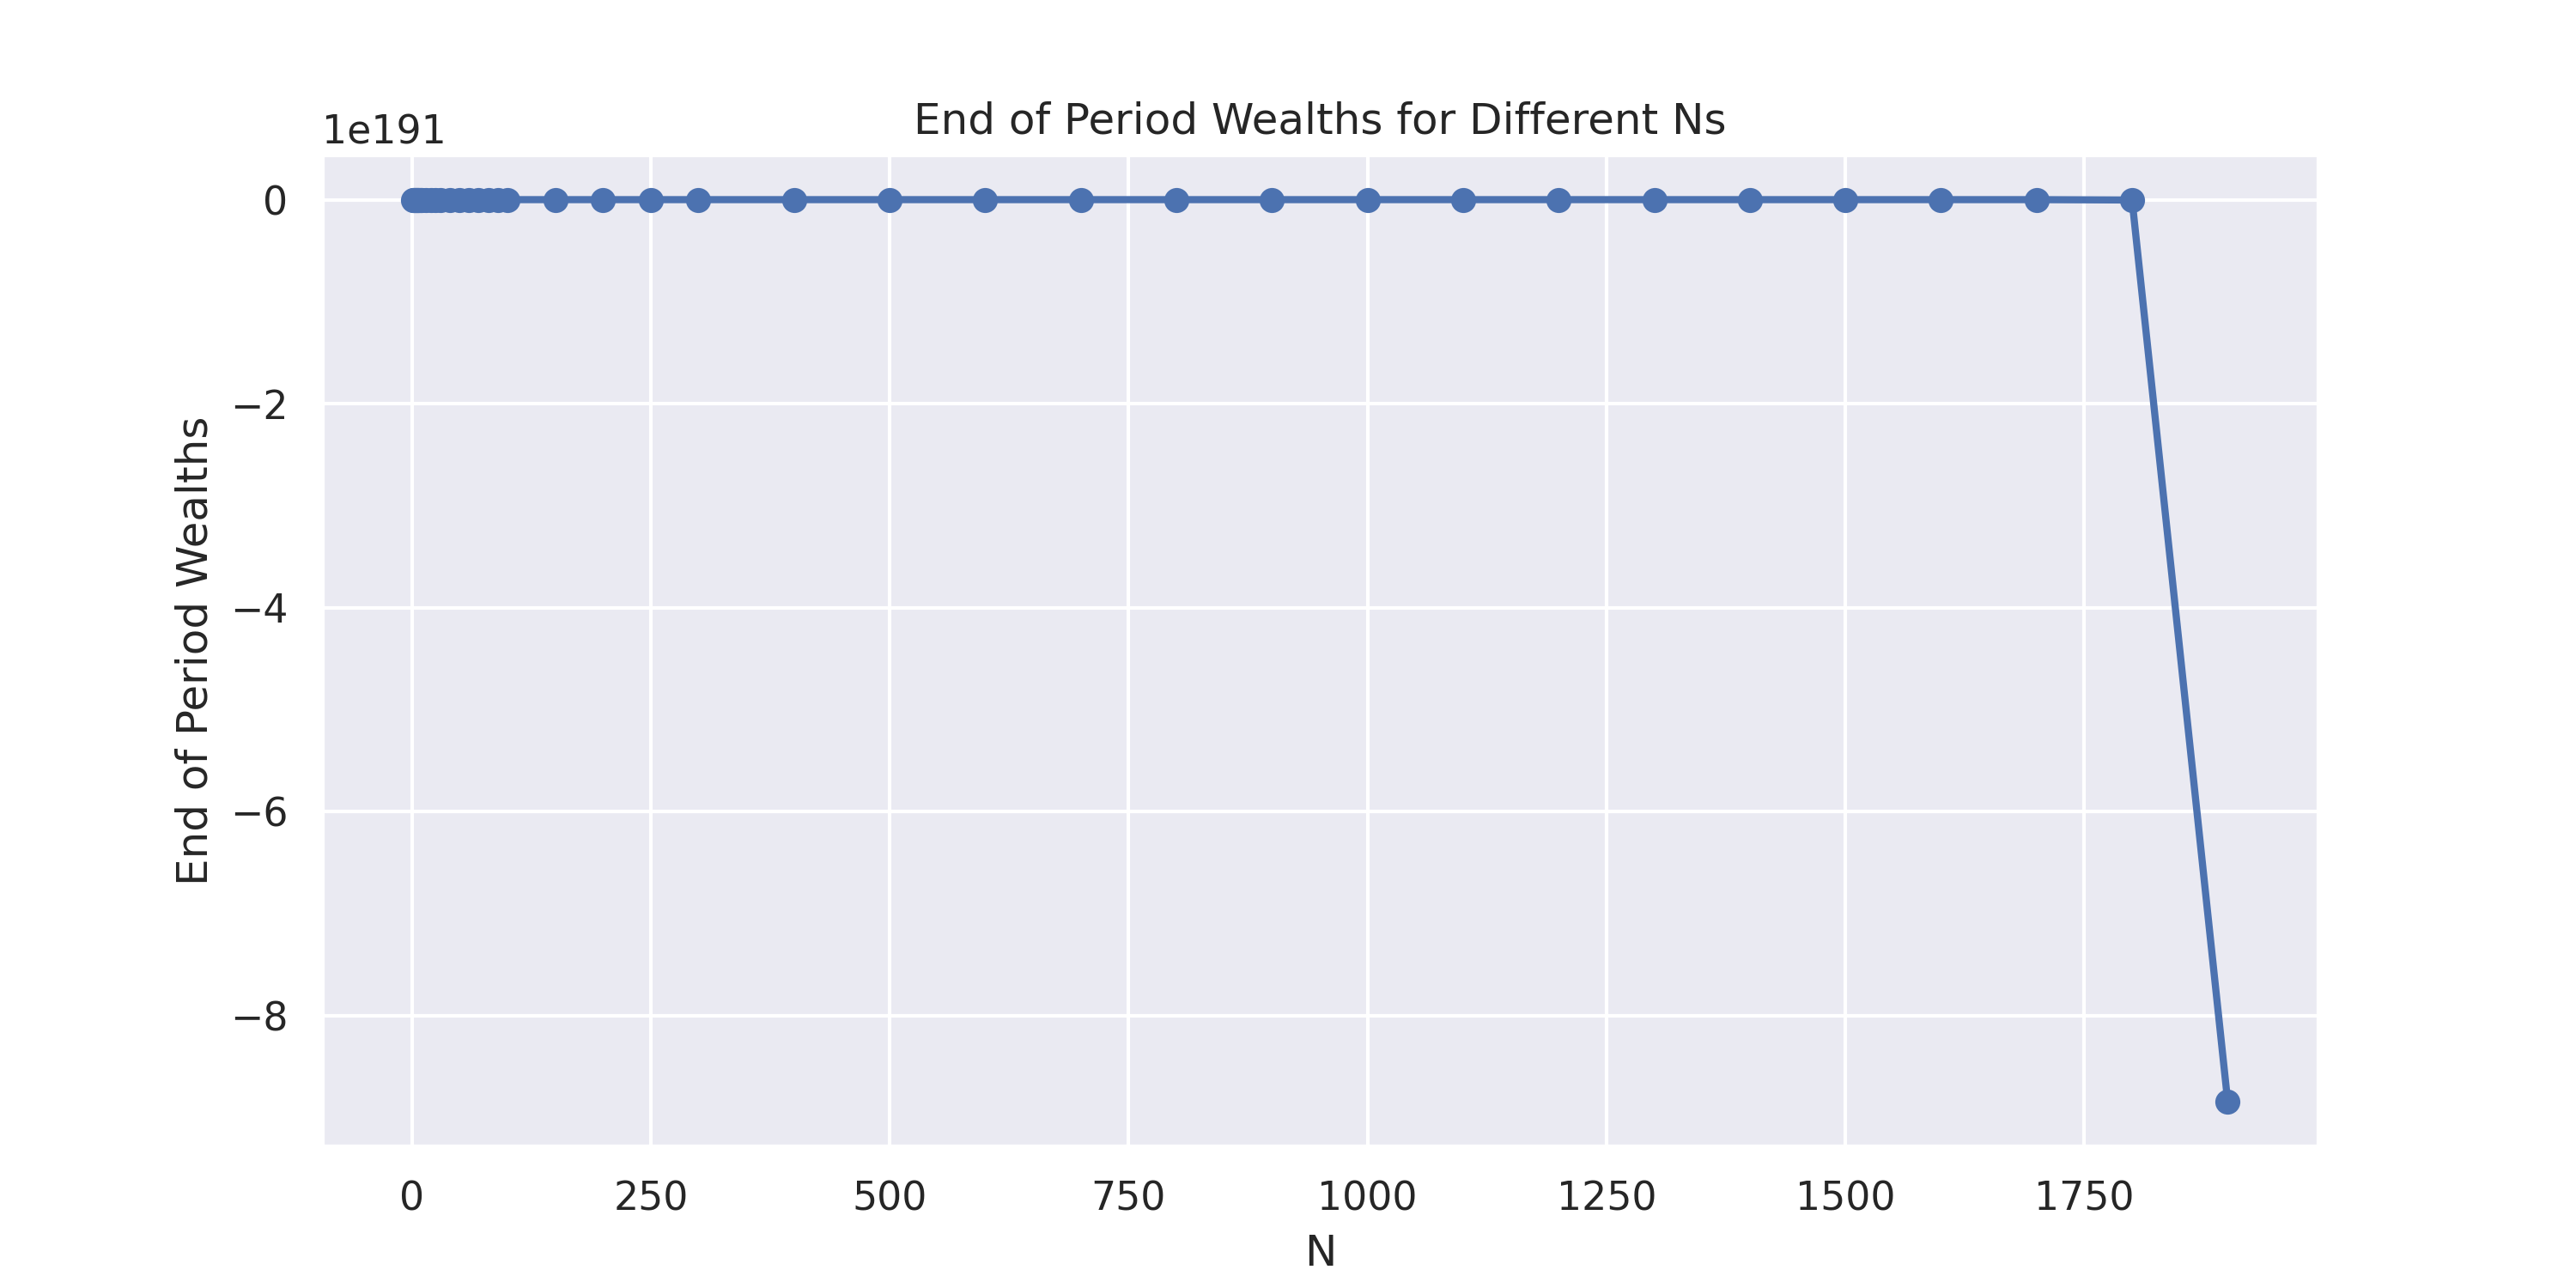 End of Period Wealths for Different Ns
1e191
0
−2
−4
−6
−8
End of Period Wealths
0 250 500 750 1000 1250 1500 1750
N